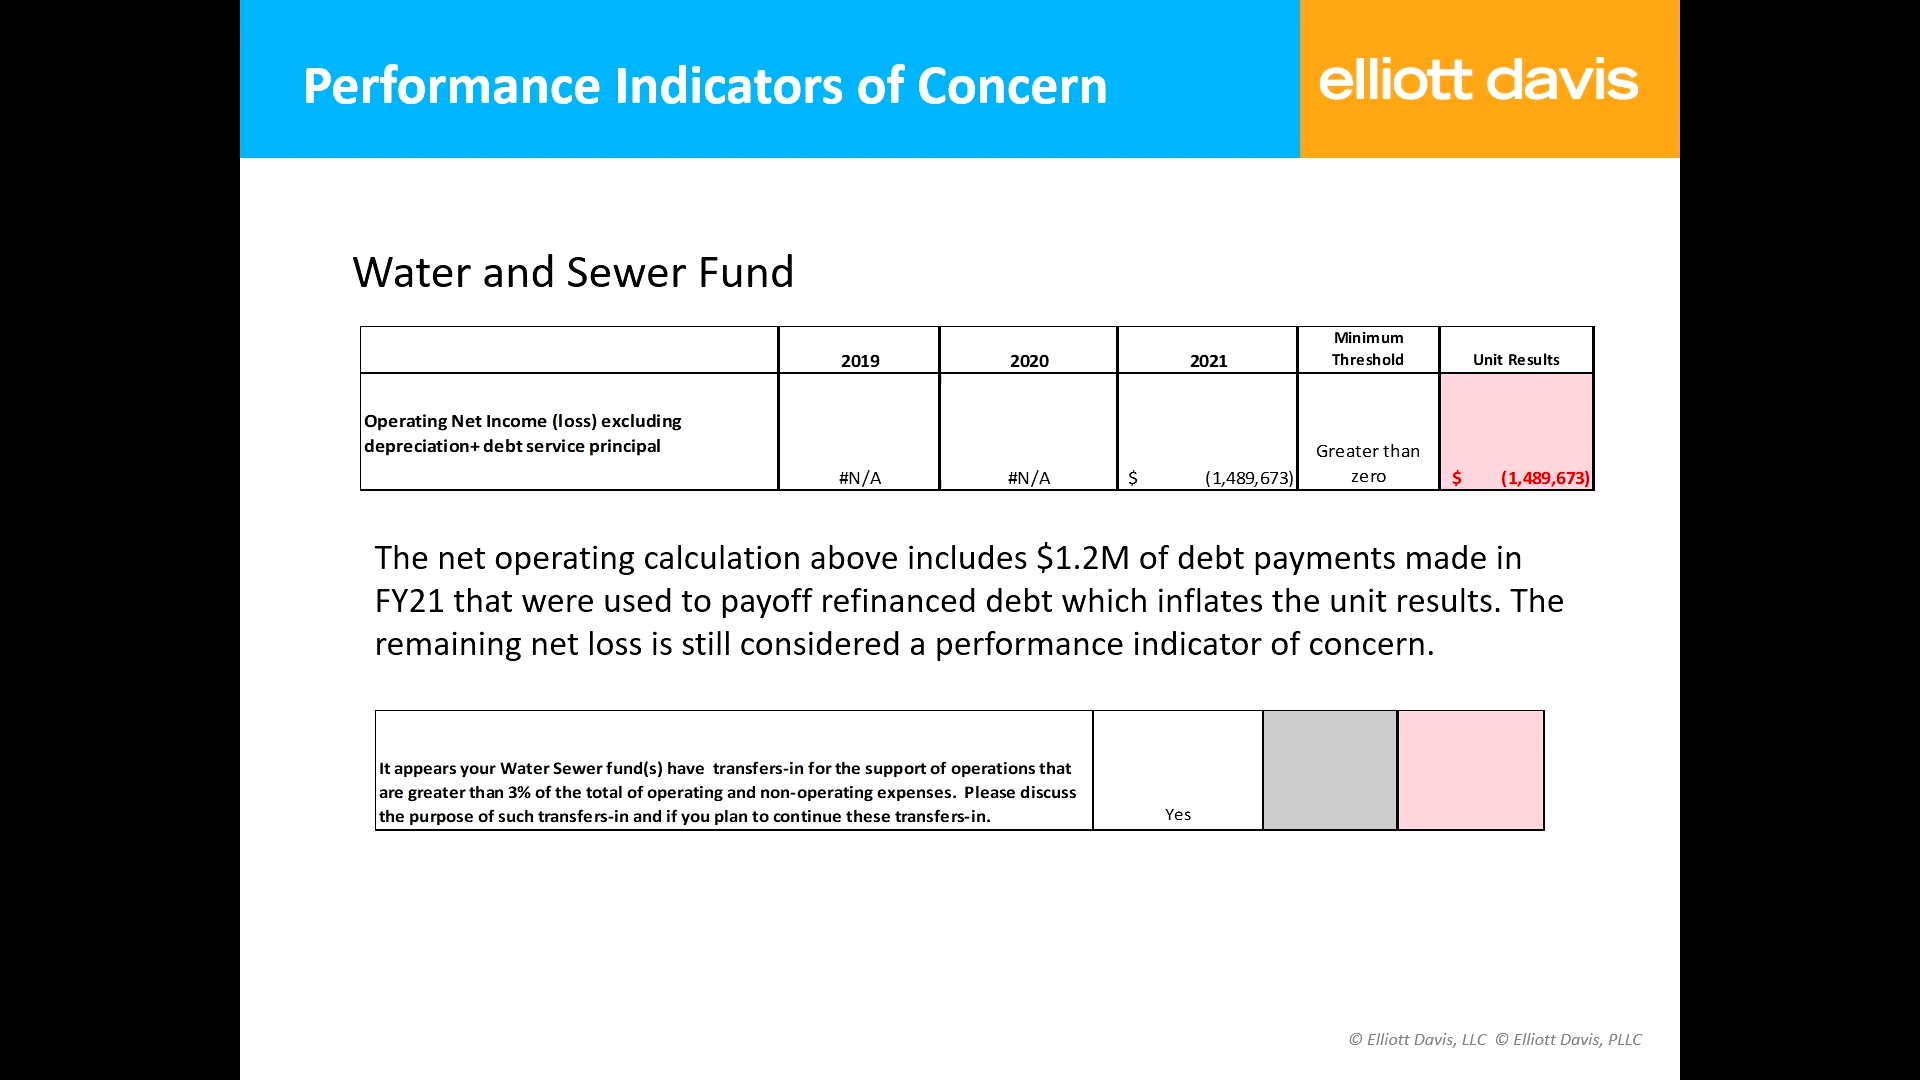 Performance Indicators of Concern
elliott davis
Water and Sewer Fund
2019
2020
2021
Minimum
Threshold
Unit Results
Operating Net Income (loss) excluding
depreciation+ debt service principal
#N/A
#N/A
$ (1,489,673)
Greater than
zero
$ (1,489,673)
The net operating calculation above includes $1.2M of debt payments made in
FY21 that were used to payoff refinanced debt which inflates the unit results. The
remaining net loss is still considered a performance indicator of concern.
It appears your Water Sewer fund(s) have  transfers-in for the support of operations that
are greater than 3% of the total of operating and non-operating expenses.  Please discuss
the purpose of such transfers-in and if you plan to continue these transfers-in.
Yes
© Elliott Davis, LLC  © Elliott Davis, PLLC